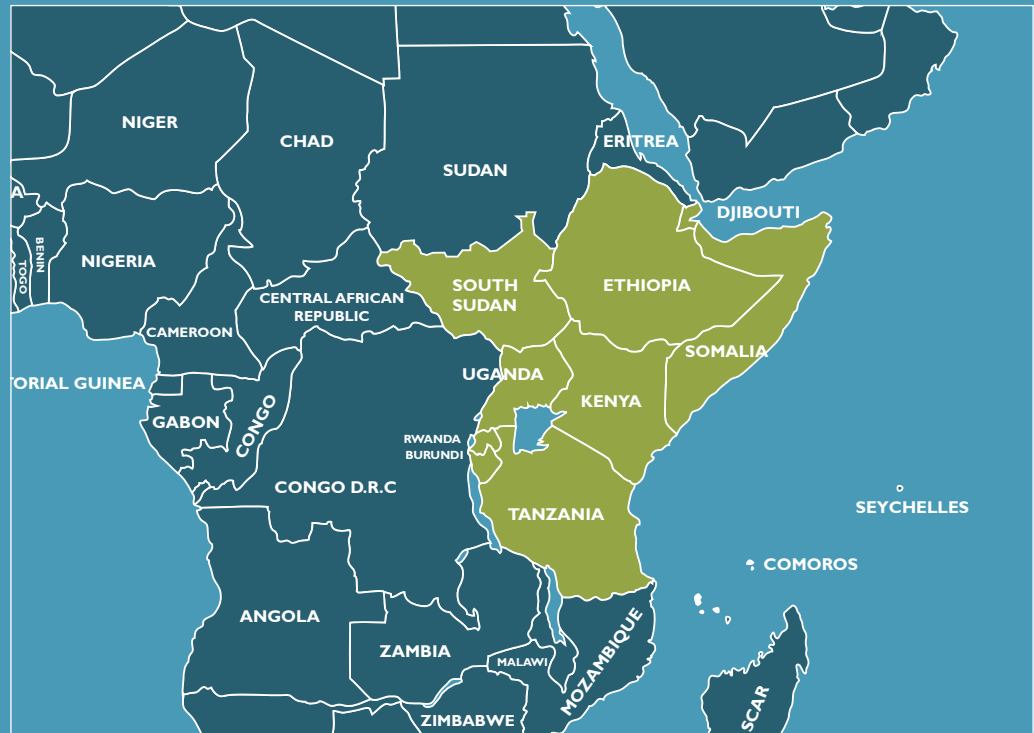 NIGER
CHAD
SUDAN
ERITREA
A
DJIBOUTI
BENIN
TOGO
NIGERIA
SOUTH
SUDAN
ETHIOPIA
CENTRAL AFRICAN
REPUBLIC
CAMEROON
SOMALIA
UGANDA
TORIAL GUINEA
KENYA
GABON
CONGO
RWANDA
BURUNDI
CONGO D.R.C
TANZANIA
SEYCHELLES
COMOROS
ANGOLA
ZAMBIA
MALAWI
MOZAMBIQUE
SCAR
ZIMBABWE